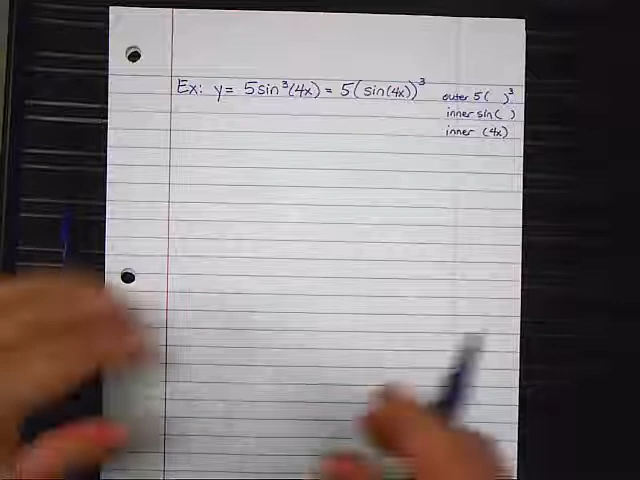 Ex: y = 5sin³(4x) = 5(sin(4x))³
outer 5( )³
inner sin( )
inner (4x)